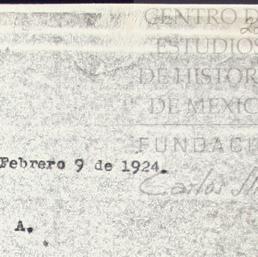 CENTRO D
ESTUDIOS
DE HISTOR
DE MEXIC
FUNDACI
Febrero 9 de 1924.
Carlos
A.